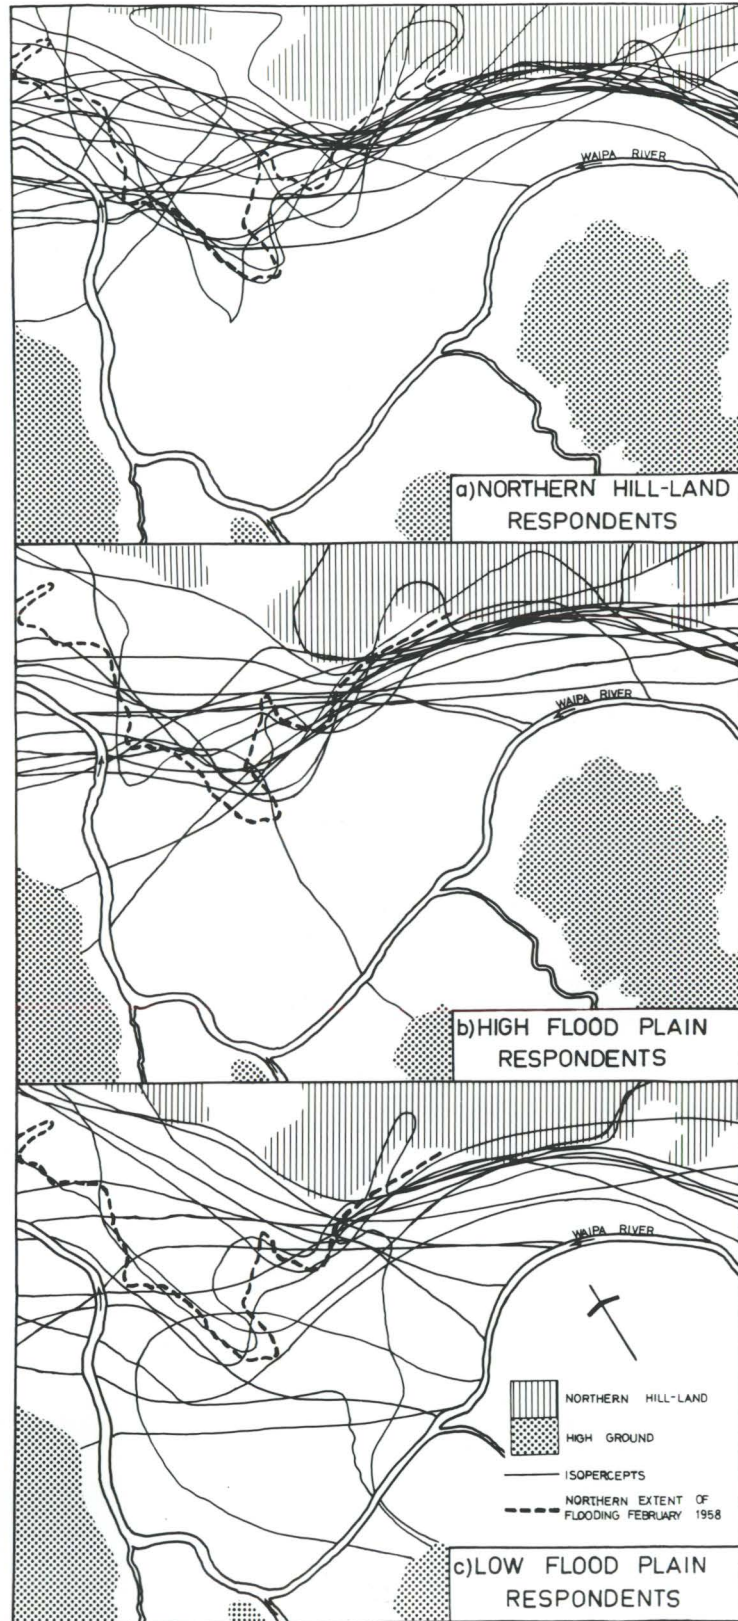 WAIPA RIVER
a) NORTHERN HILL-LAND
RESPONDENTS
WAIPA RIVER
b) HIGH FLOOD PLAIN
RESPONDENTS
WAIPA RIVER
NORTHERN HILL-LAND
HIGH GROUND
ISOPERCEPTS
NORTHERN EXTENT OF
FLOODING FEBRUARY 1958
c) LOW FLOOD PLAIN
RESPONDENTS